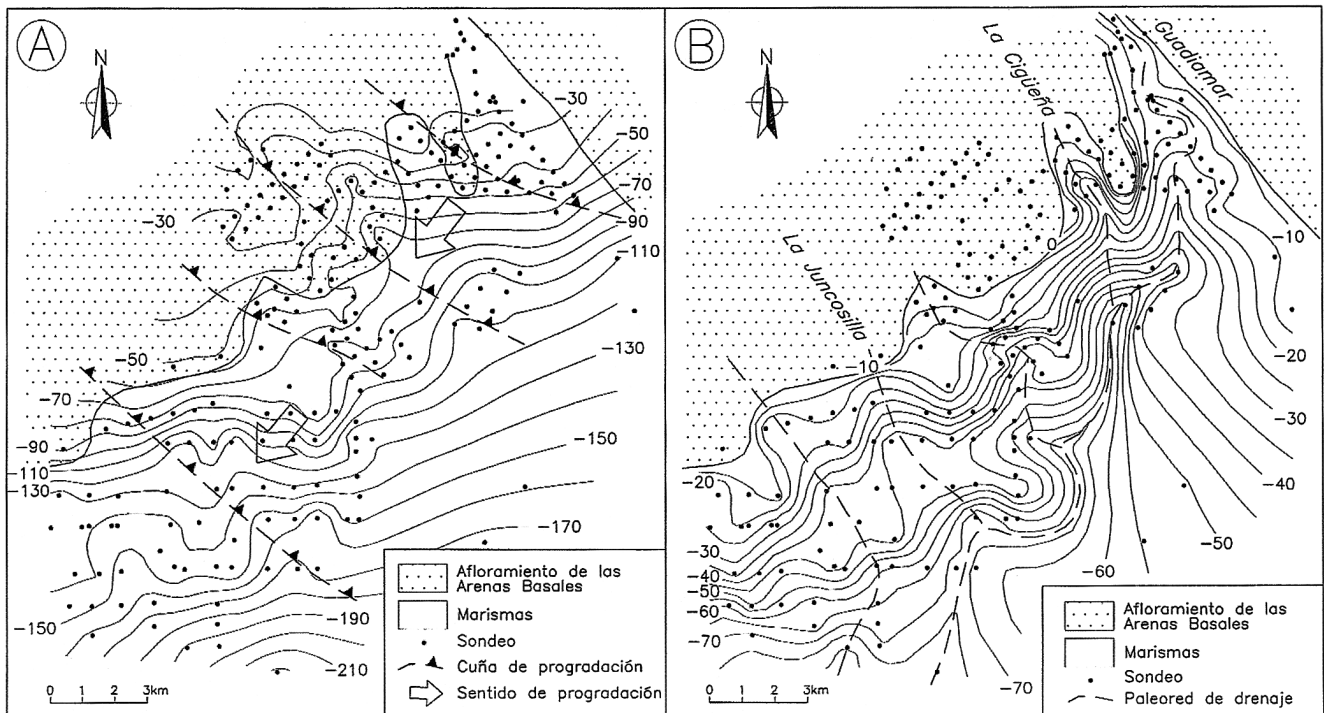 A
N
-30
-50
-70
-90
-110
-30
-130
-50
-70
-150
-90
-110
-130
-170
-150
-190
-210
0 1 2 3km
Afloramiento de las
Arenas Basales
Marismas
Sondeo
Cuña de progradación
Sentido de progradación
B
N
La Cigüeña
Guadiamar
La Juncosilla
0
-10
-10
-20
-30
-20
-40
-30
-40
-50
-50
-60
-60
-70
-70
0 1 2 3km
Afloramiento de las
Arenas Basales
Marismas
Sondeo
Paleored de drenaje